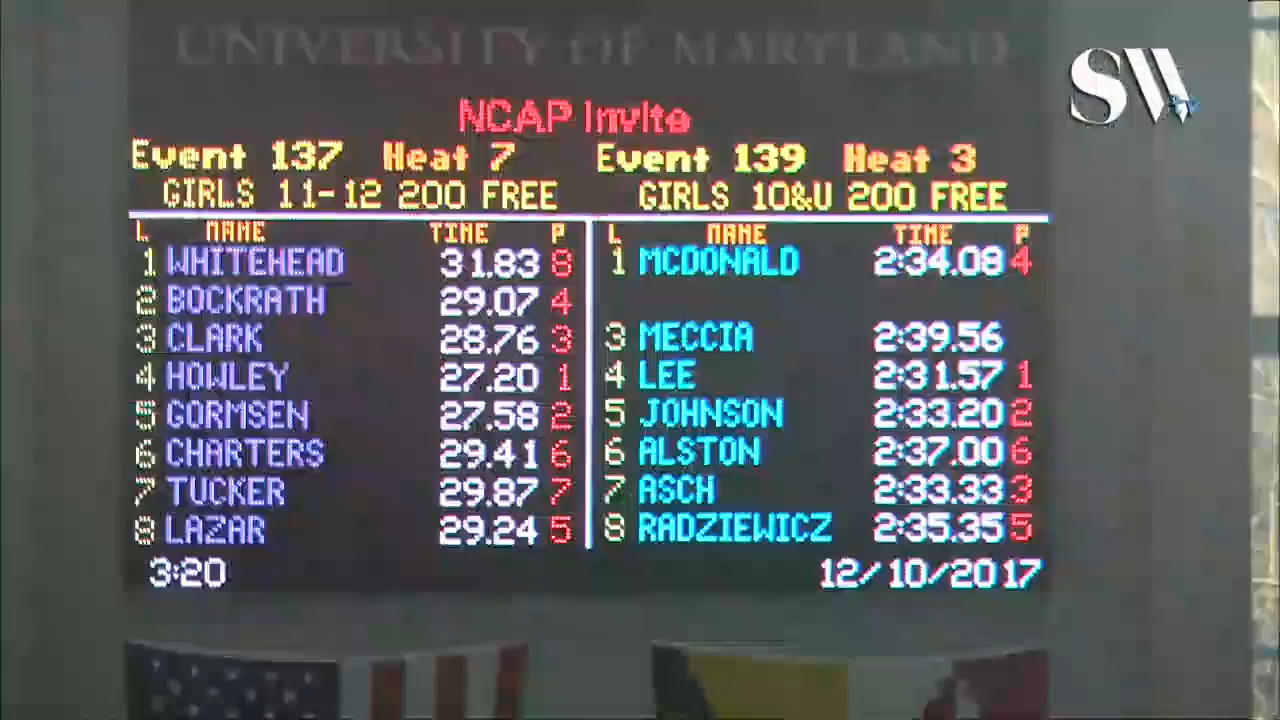 UNIVERSITY OF MARYLAND
SW
NCAP Invite
Event 137 Heat 7 Event 139 Heat 3
GIRLS 11-12 200 FREE GIRLS 10&U 200 FREE
L NAME TIME P L NAME TIME P
1 WHITEHEAD 31.83 8 1 MCDONALD 2:34.08 4
2 BOCKRATH 29.07 4
3 CLARK 28.76 3 3 MECCIA 2:39.56
4 HOWLEY 27.20 1 4 LEE 2:31.57 1
5 GORMSEN 27.58 2 5 JOHNSON 2:33.20 2
6 CHARTERS 29.41 6 6 ALSTON 2:37.00 6
7 TUCKER 29.87 7 7 ASCH 2:33.33 3
8 LAZAR 29.24 5 8 RADZIEWICZ 2:35.35 5
3:20 12/10/2017